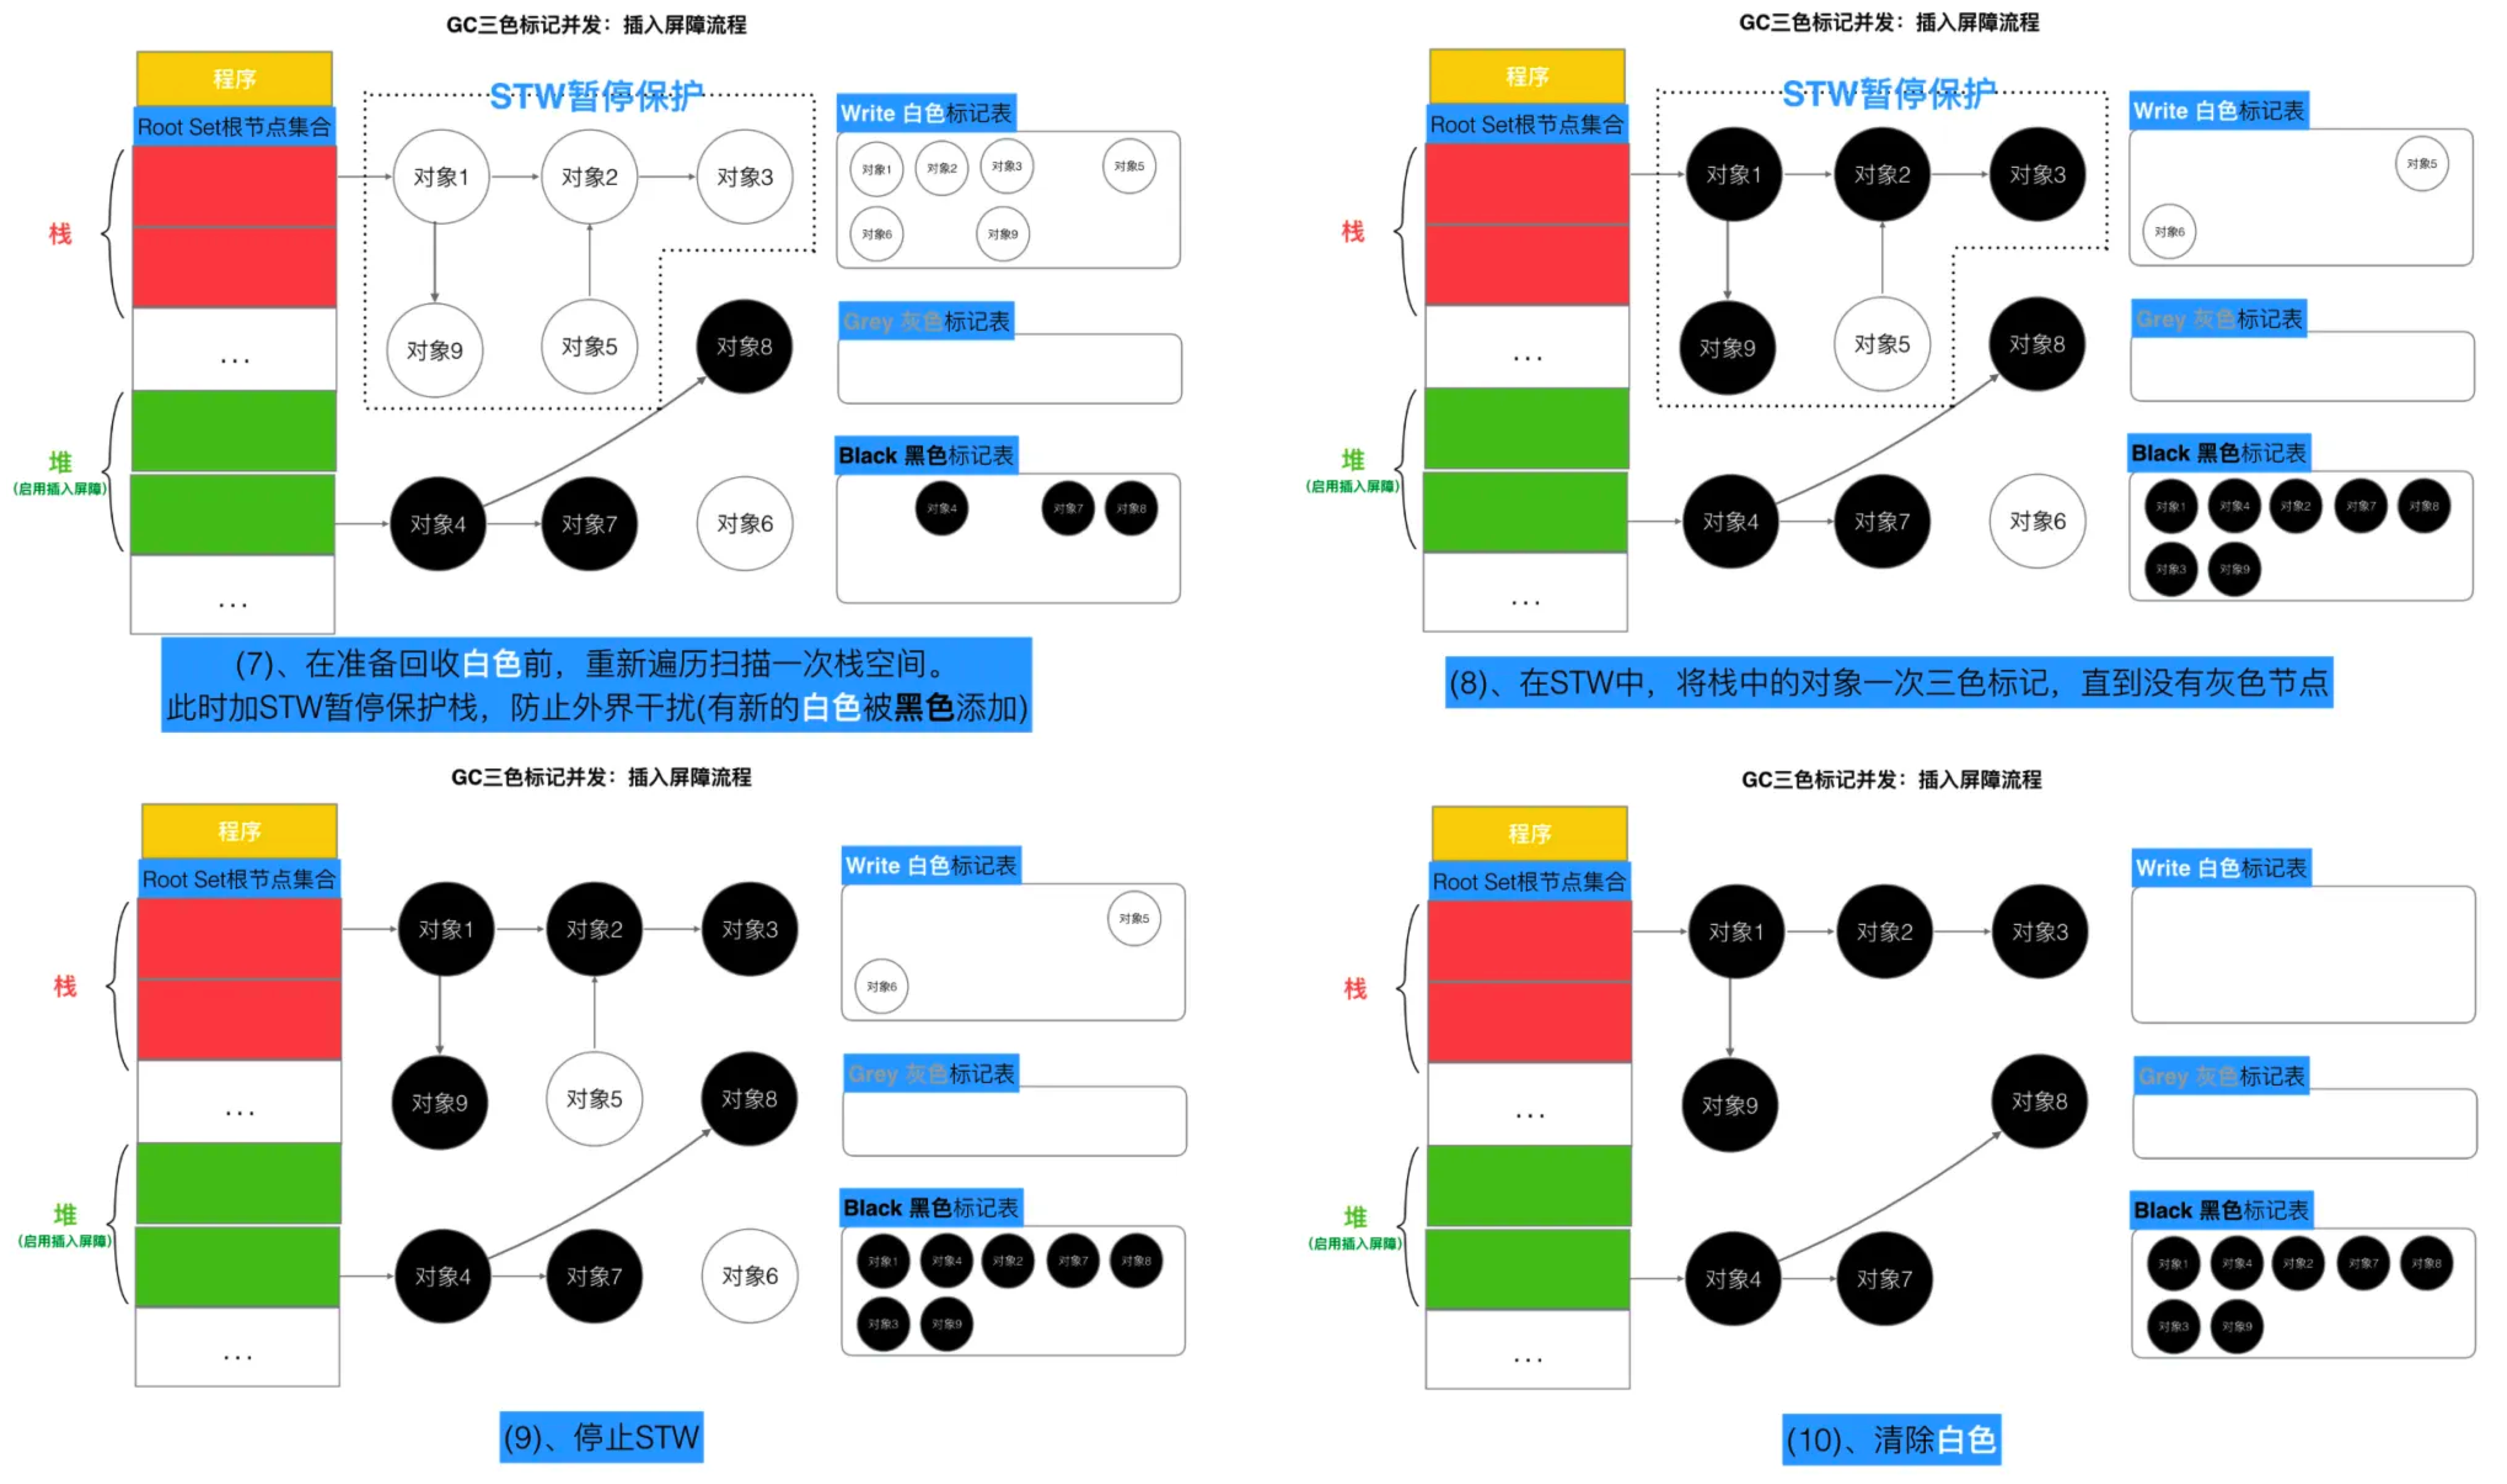 GC三色标记并发：插入屏障流程
程序
Root Set根节点集合
栈
...
堆
(启用插入屏障)
...
STW暂停保护
对象1
对象2
对象3
对象9
对象5
对象8
对象4
对象7
对象6
Write 白色标记表
对象1 对象2 对象3 对象5
对象6 对象9
Grey 灰色标记表
Black 黑色标记表
对象4 对象7 对象8
(7)、在准备回收白色前，重新遍历扫描一次栈空间。
此时加STW暂停保护栈，防止外界干扰(有新的白色被黑色添加)
GC三色标记并发：插入屏障流程
程序
Root Set根节点集合
栈
...
堆
(启用插入屏障)
...
STW暂停保护
对象1
对象2
对象3
对象9
对象5
对象8
对象4
对象7
对象6
Write 白色标记表
对象5
对象6
Grey 灰色标记表
Black 黑色标记表
对象1 对象4 对象2 对象7 对象8
对象3 对象9
(8)、在STW中，将栈中的对象一次三色标记，直到没有灰色节点
GC三色标记并发：插入屏障流程
程序
Root Set根节点集合
栈
...
堆
(启用插入屏障)
...
对象1
对象2
对象3
对象9
对象5
对象8
对象4
对象7
对象6
Write 白色标记表
对象5
对象6
Grey 灰色标记表
Black 黑色标记表
对象1 对象4 对象2 对象7 对象8
对象3 对象9
(9)、停止STW
GC三色标记并发：插入屏障流程
程序
Root Set根节点集合
栈
...
堆
(启用插入屏障)
...
对象1
对象2
对象3
对象9
对象8
对象4
对象7
Write 白色标记表
Grey 灰色标记表
Black 黑色标记表
对象1 对象4 对象2 对象7 对象8
对象3 对象9
(10)、清除白色